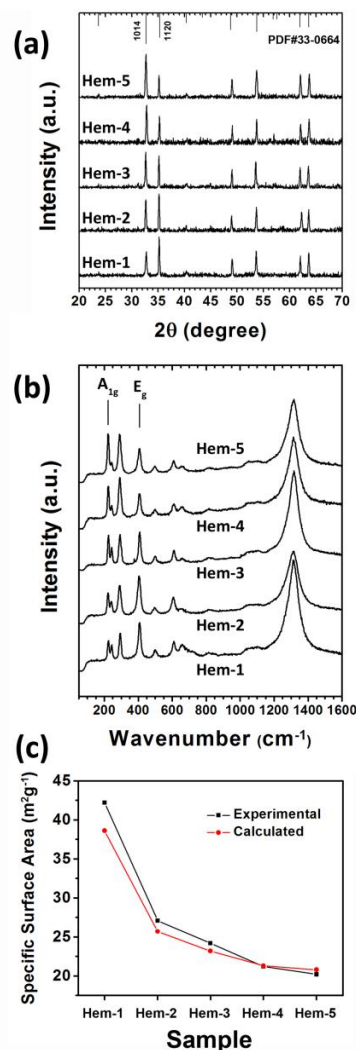 (a)
1014
1120
PDF#33-0664
Hem-5
Hem-4
Hem-3
Hem-2
Hem-1
Intensity (a.u.)
20 25 30 35 40 45 50 55 60 65 70
2θ (degree)
(b)
A1g
Eg
Hem-5
Hem-4
Hem-3
Hem-2
Hem-1
Intensity (a.u.)
200 400 600 800 1000 1200 1400 1600
Wavenumber (cm-1)
(c)
45
40
35
30
25
20
Specific Surface Area (m2g-1)
Experimental
Calculated
Hem-1 Hem-2 Hem-3 Hem-4 Hem-5
Sample